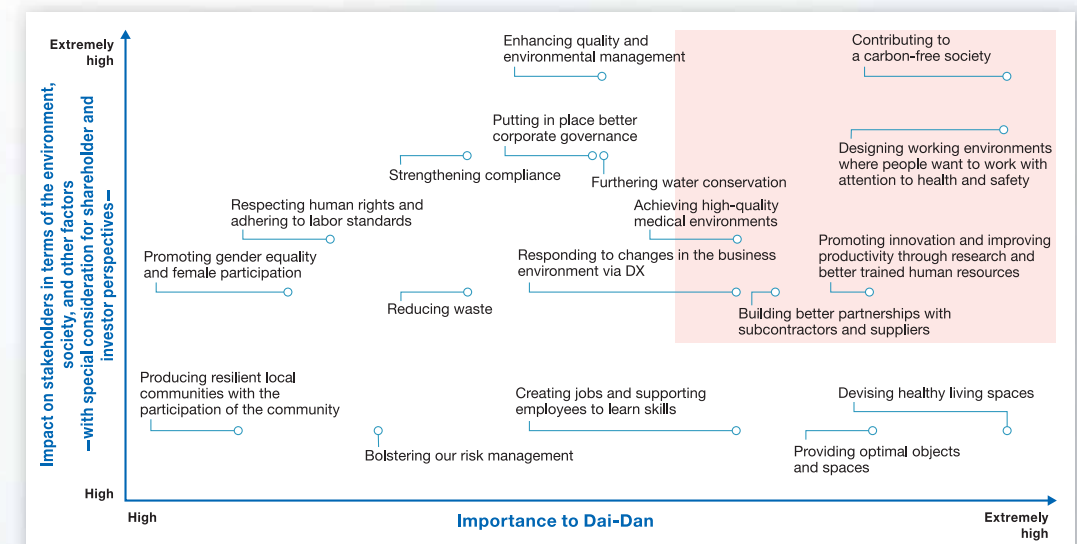 Extremely
high
Impact on stakeholders in terms of the environment,
society, and other factors
—with special consideration for shareholder and
investor perspectives—
Enhancing quality and
environmental management
Contributing to
a carbon-free society
Putting in place better
corporate governance
Designing working environments
where people want to work with
attention to health and safety
Strengthening compliance
Furthering water conservation
Respecting human rights and
adhering to labor standards
Achieving high-quality
medical environments
Promoting gender equality
and female participation
Responding to changes in the business
environment via DX
Promoting innovation and improving
productivity through research and
better trained human resources
Reducing waste
Building better partnerships with
subcontractors and suppliers
Producing resilient local
communities with the
participation of the community
Creating jobs and supporting
employees to learn skills
Devising healthy living spaces
Bolstering our risk management
Providing optimal objects
and spaces
High
High
Importance to Dai-Dan
Extremely
high